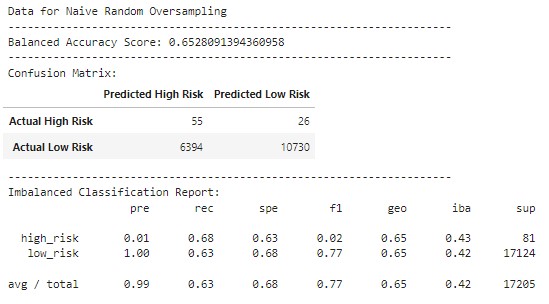 Data for Naive Random Oversampling
----------------------------------------------------------------
Balanced Accuracy Score: 0.6528091394360958
----------------------------------------------------------------
Confusion Matrix:
Predicted High Risk Predicted Low Risk
Actual High Risk 55 26
Actual Low Risk 6394 10730
----------------------------------------------------------------
Imbalanced Classification Report:
pre rec spe f1 geo iba sup
high_risk 0.01 0.68 0.63 0.02 0.65 0.43 81
low_risk 1.00 0.63 0.68 0.77 0.65 0.42 17124
avg / total 0.99 0.63 0.68 0.77 0.65 0.42 17205